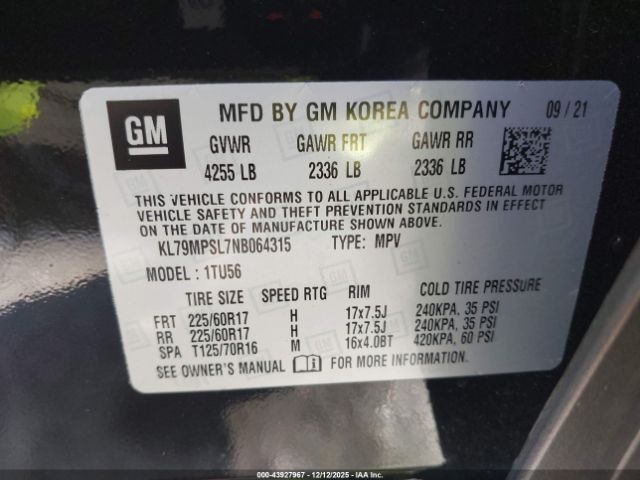 GM MFD BY GM KOREA COMPANY 09/21
GVWR GAWR FRT GAWR RR
4255 LB 2336 LB 2336 LB
THIS VEHICLE CONFORMS TO ALL APPLICABLE U.S. FEDERAL MOTOR
VEHICLE SAFETY AND THEFT PREVENTION STANDARDS IN EFFECT
ON THE DATE OF MANUFACTURE SHOWN ABOVE.
KL79MPSL7NB064315 TYPE: MPV
MODEL : 1TU56
TIRE SIZE SPEED RTG RIM COLD TIRE PRESSURE
FRT 225/60R17 H 17x7.5J 240KPA, 35 PSI
RR 225/60R17 H 17x7.5J 240KPA, 35 PSI
SPA T125/70R16 M 16x4.0BT 420KPA, 60 PSI
SEE OWNER'S MANUAL FOR MORE INFORMATION.
Stock: 43927967 - 12/12/2025 - IAA Inc.